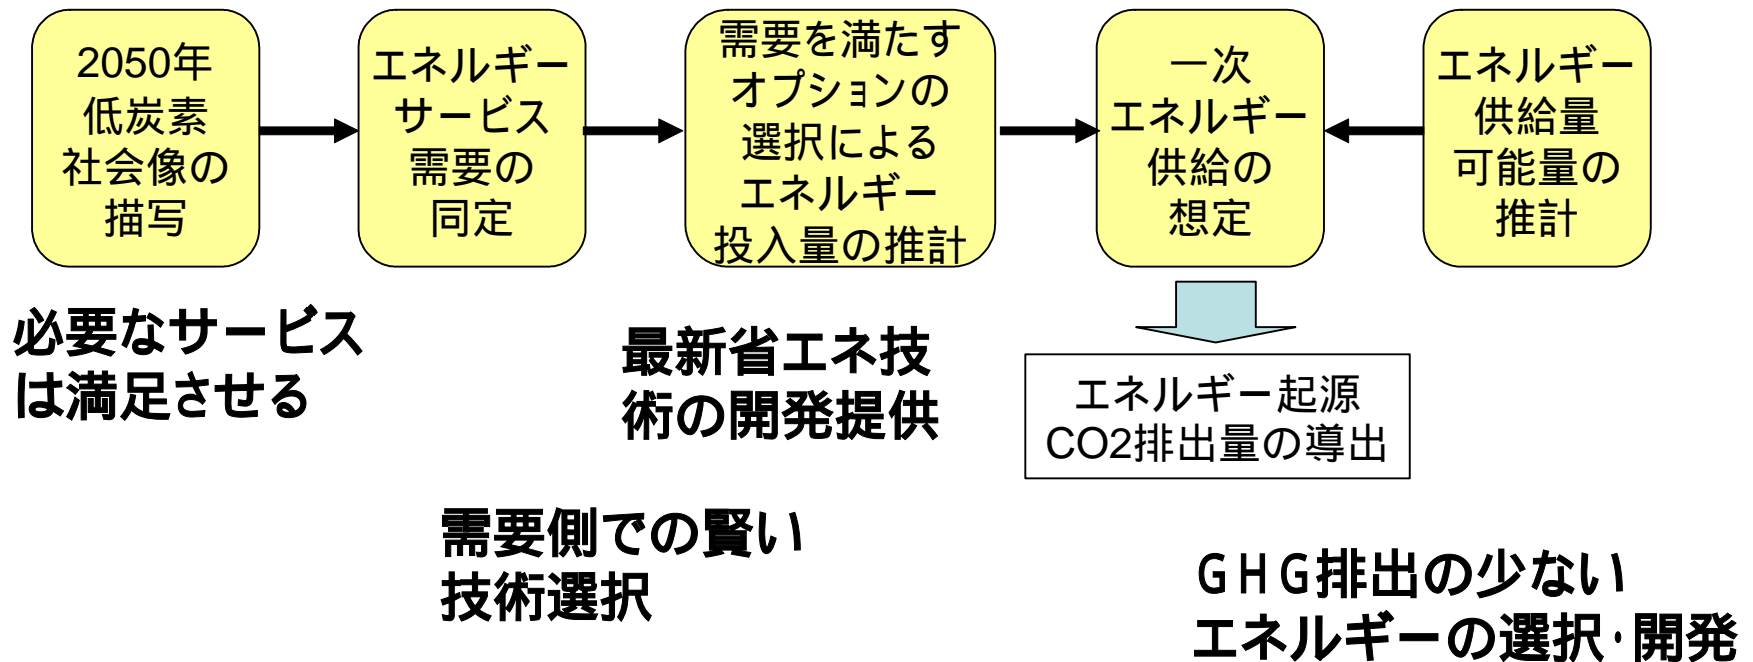 2050年
低炭素
社会像の
描写
エネルギー
サービス
需要の
同定
需要を満たす
オプションの
選択による
エネルギー
投入量の推計
一次
エネルギー
供給の
想定
エネルギー
供給量
可能量の
推計
必要なサービス
は満足させる
最新省エネ技
術の開発提供
エネルギー起源
CO2排出量の導出
需要側での賢い
技術選択
ＧＨＧ排出の少ない
エネルギーの選択・開発